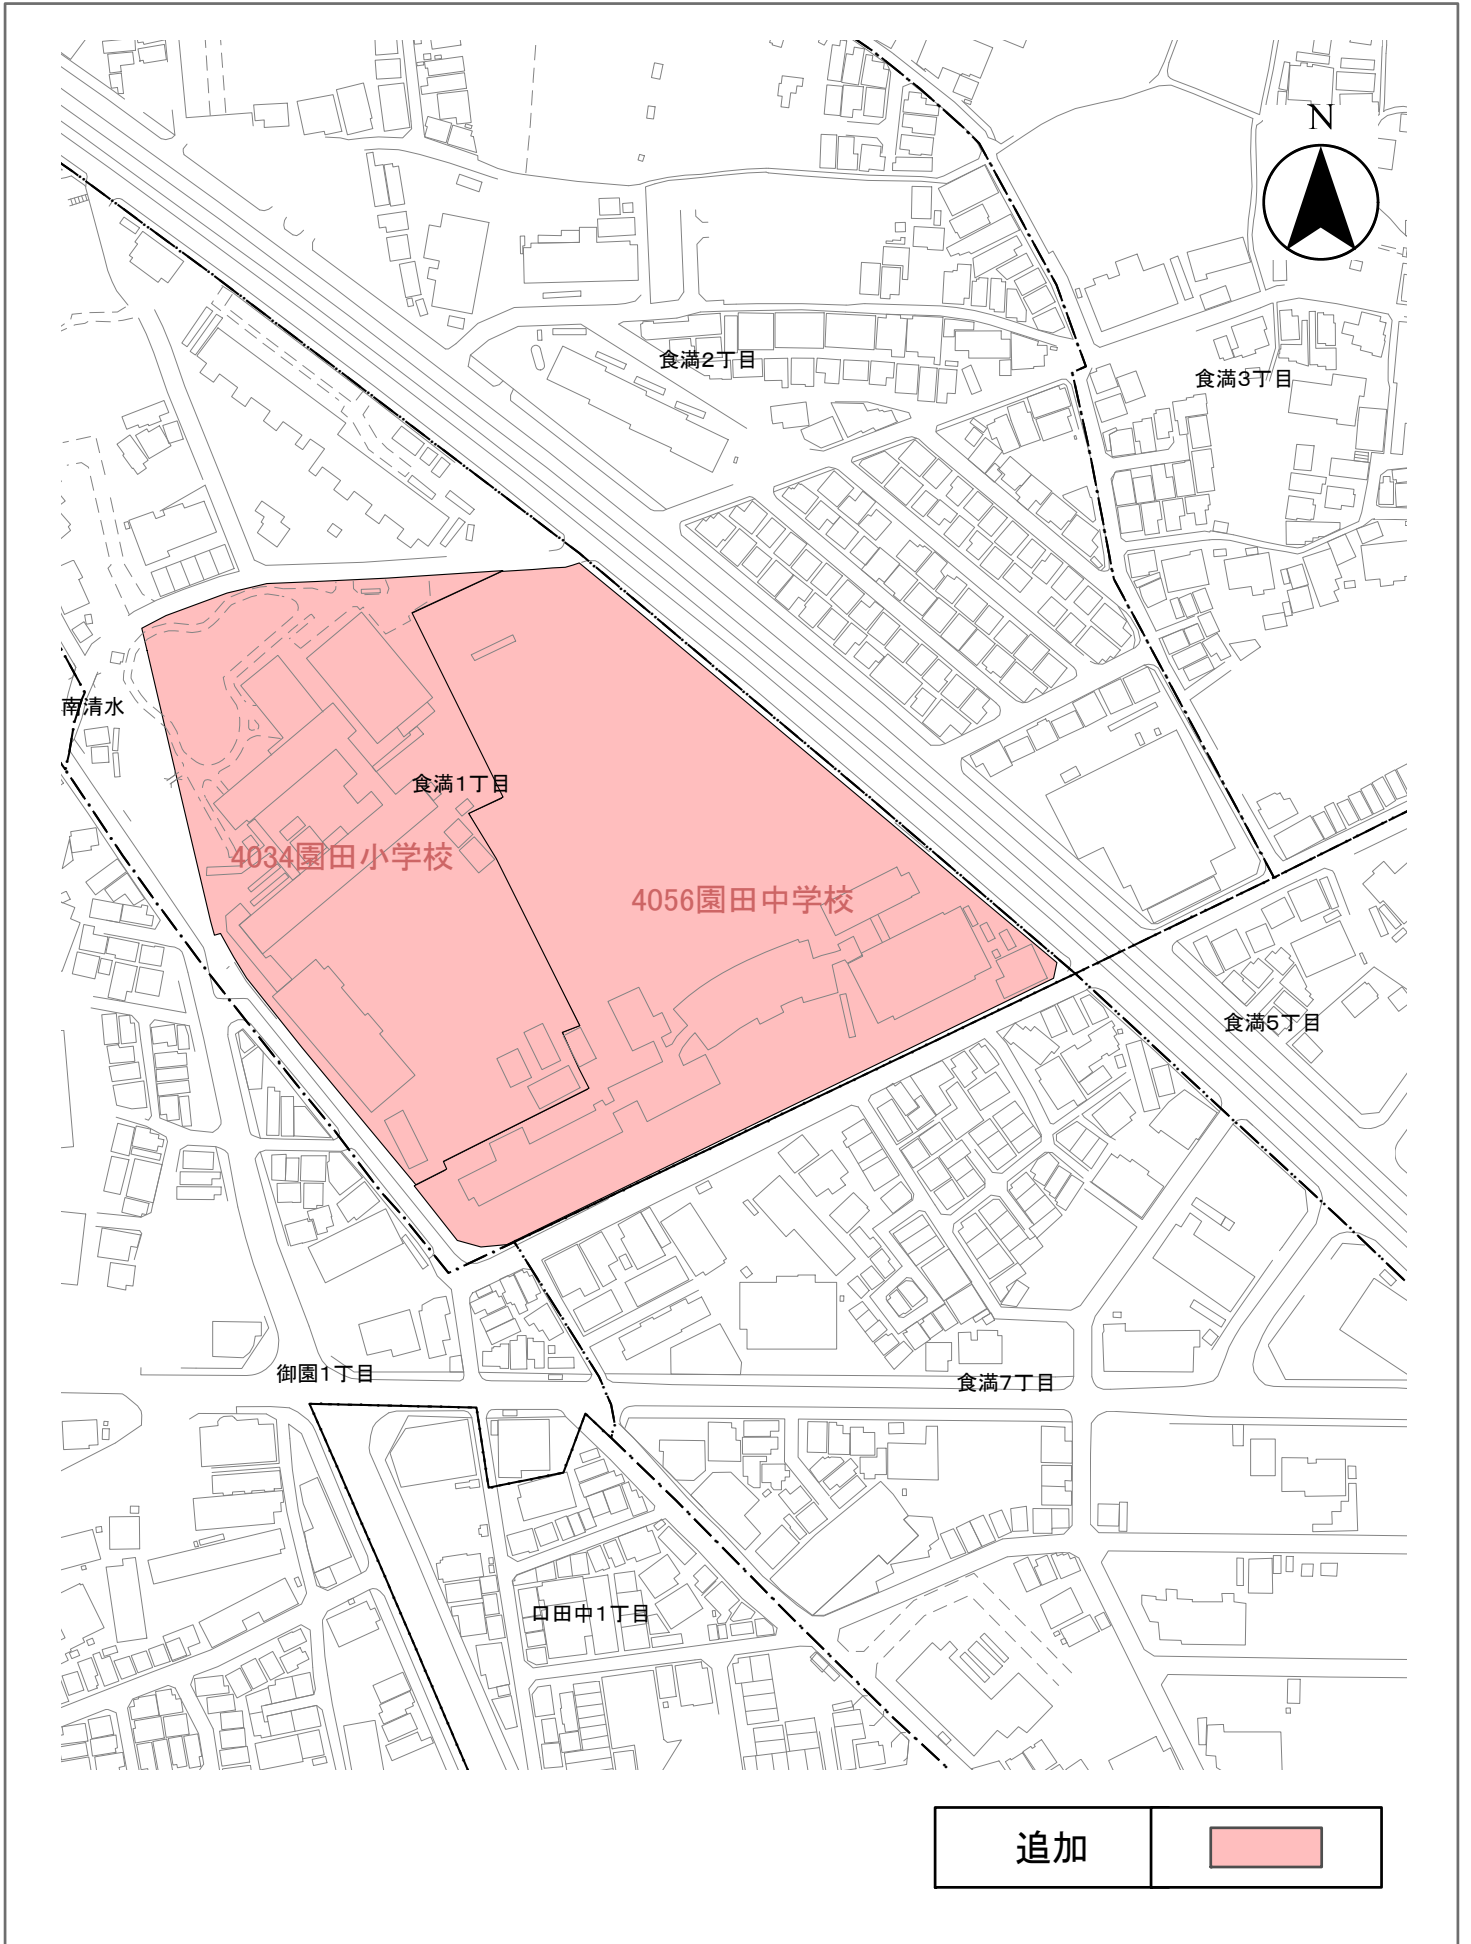 N
食満2丁目
食満3丁目
南清水
食満1丁目
4034園田小学校
4056園田中学校
食満5丁目
御園1丁目
食満7丁目
口田中1丁目
追加